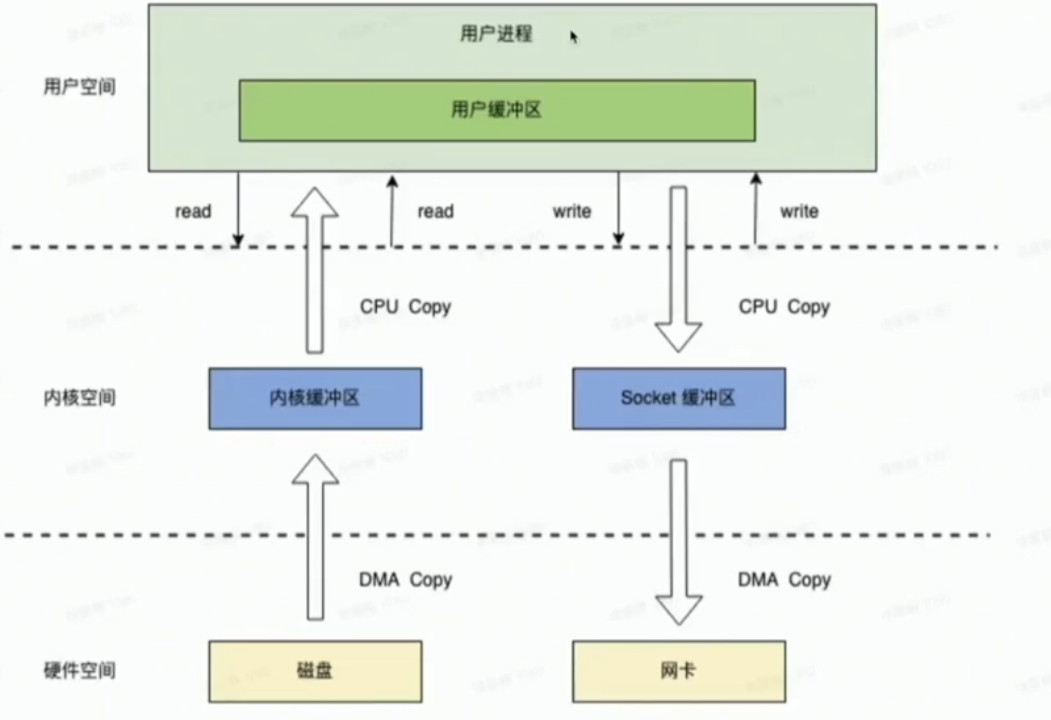 用户进程
用户空间
用户缓冲区
read
read
write
write
CPU Copy
CPU Copy
内核空间
内核缓冲区
Socket 缓冲区
DMA Copy
DMA Copy
硬件空间
磁盘
网卡